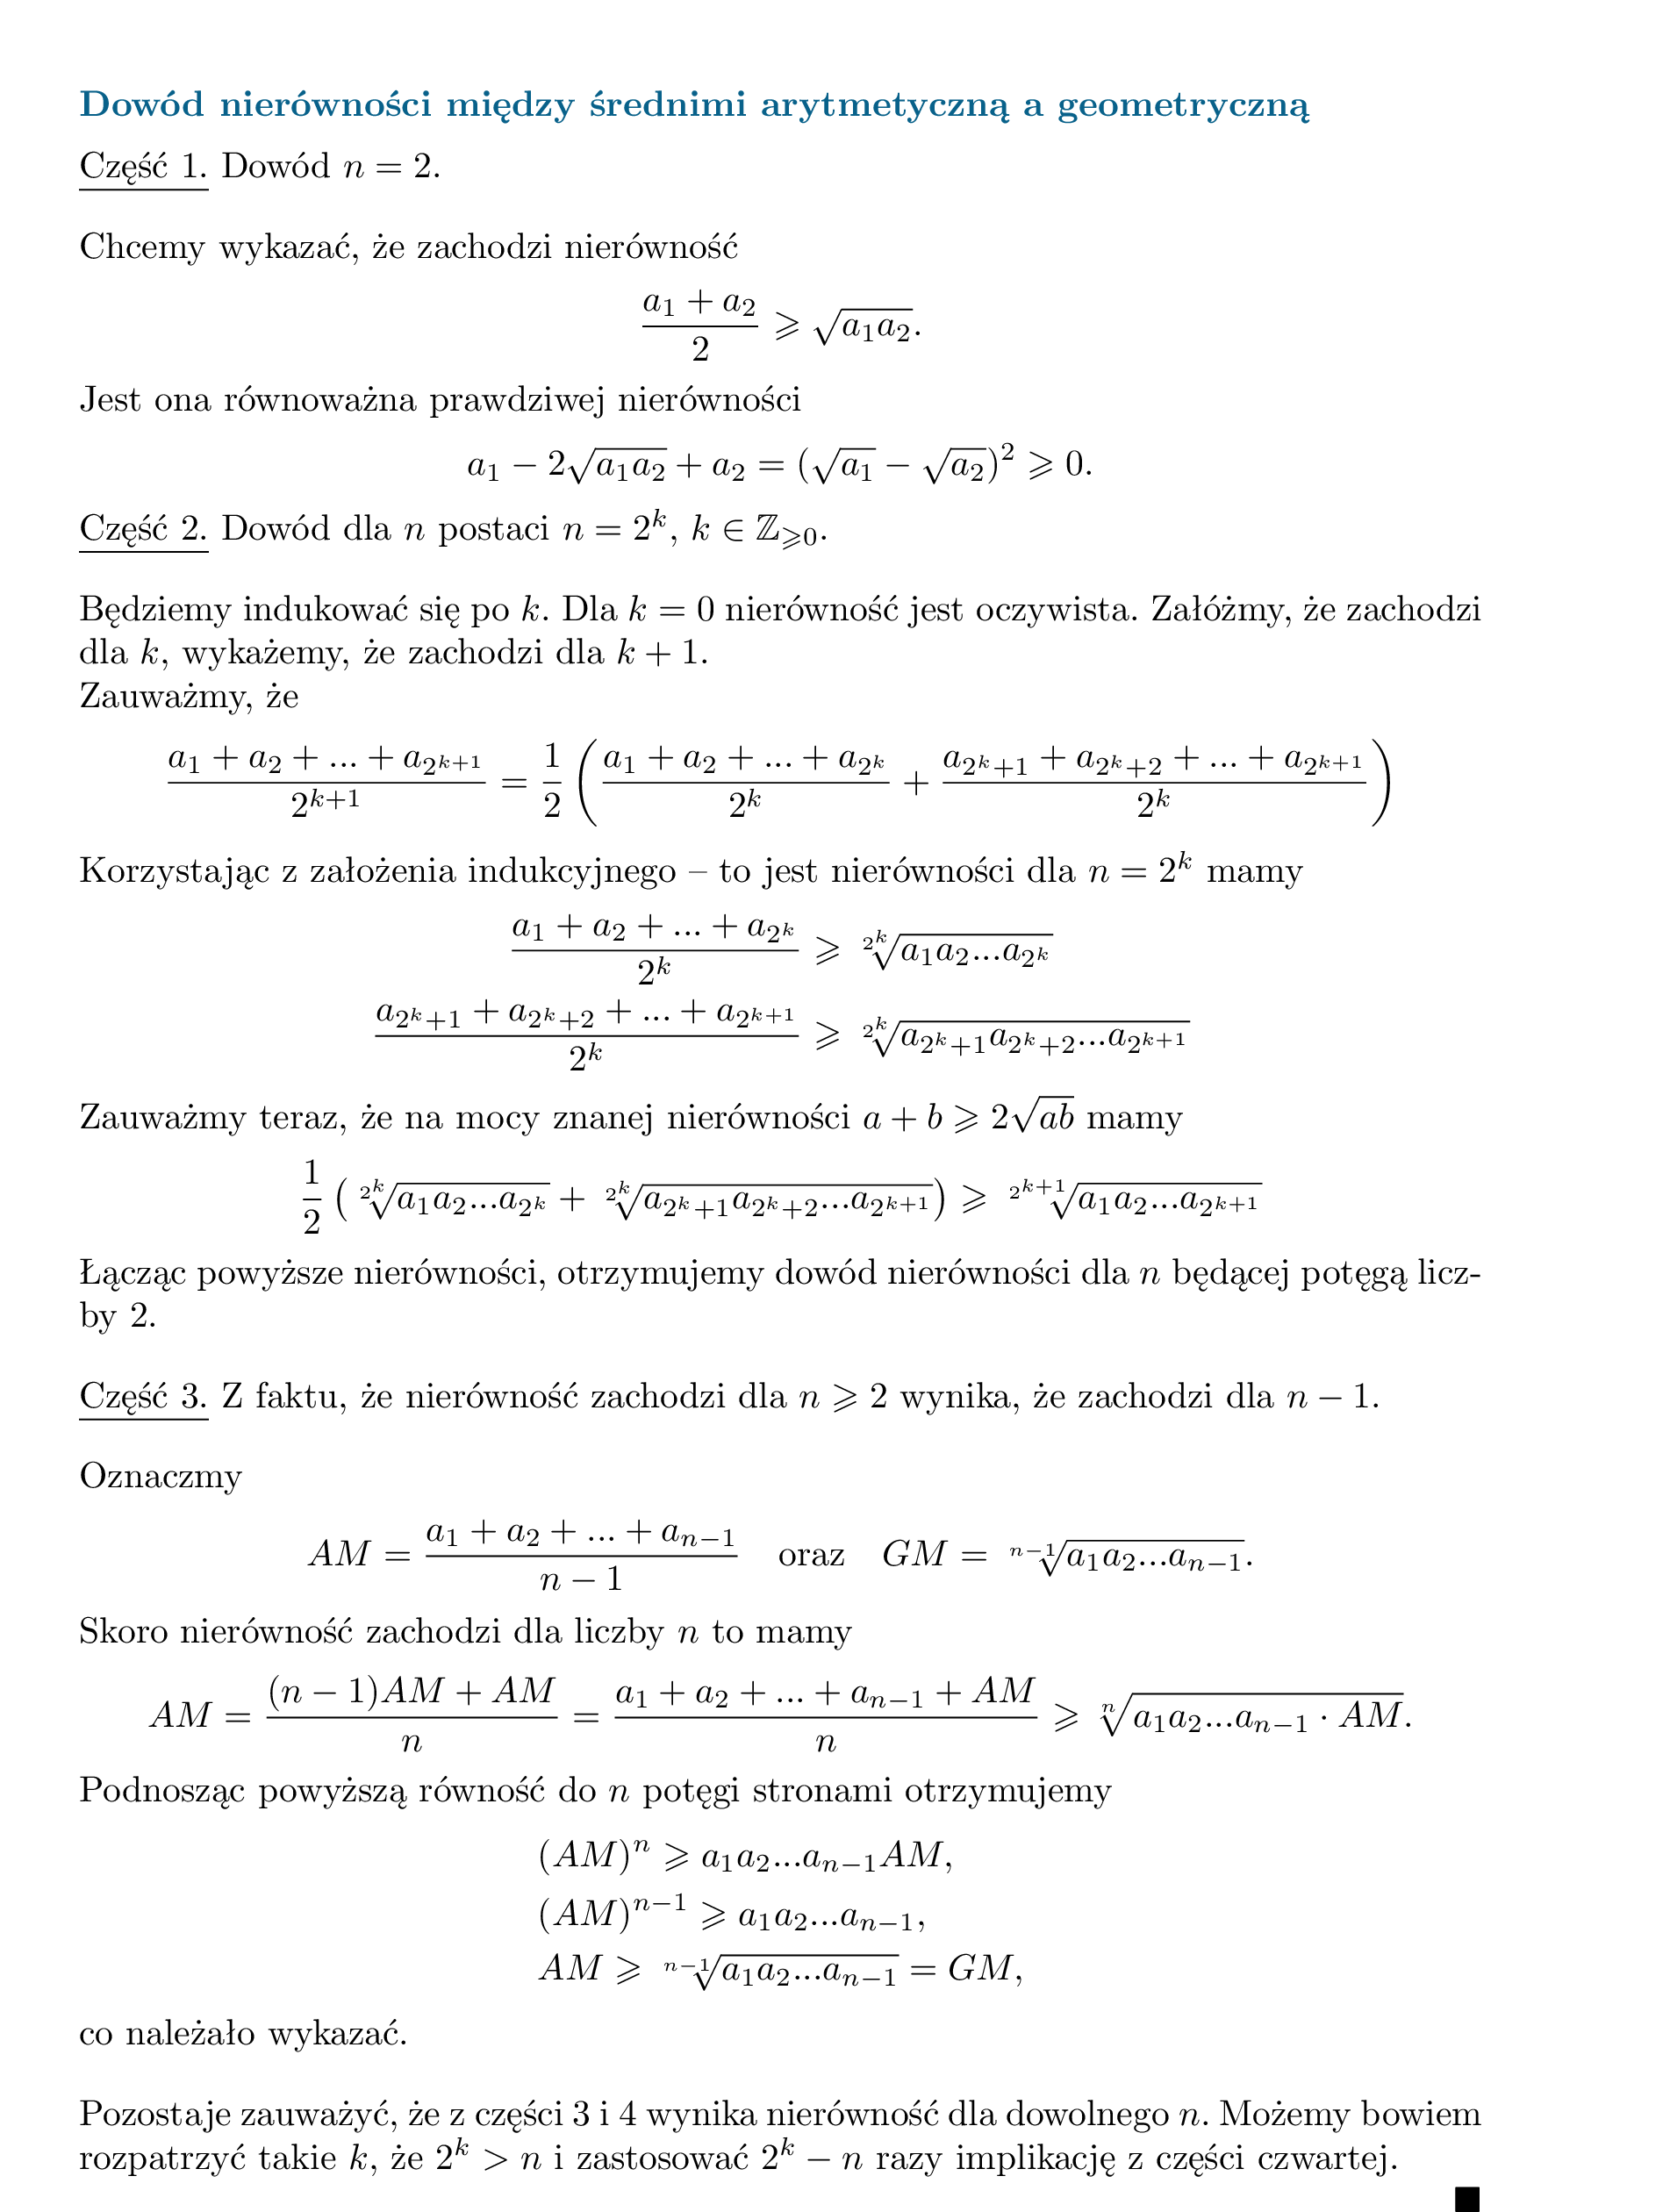 Dowód nierówności między średnimi arytmetyczną a geometryczną
Część 1. Dowód $n = 2$.
Chcemy wykazać, że zachodzi nierówność
$$\frac{a_1 + a_2}{2} \geqslant \sqrt{a_1 a_2}.$$
Jest ona równoważna prawdziwej nierówności
$$a_1 - 2\sqrt{a_1 a_2} + a_2 = (\sqrt{a_1} - \sqrt{a_2})^2 \geqslant 0.$$
Część 2. Dowód dla $n$ postaci $n = 2^k$, $k \in \mathbb{Z}_{\geqslant 0}$.
Będziemy indukować się po $k$. Dla $k = 0$ nierówność jest oczywista. Załóżmy, że zachodzi
dla $k$, wykażemy, że zachodzi dla $k + 1$.
Zauważmy, że
$$\frac{a_1 + a_2 + ... + a_{2^{k+1}}}{2^{k+1}} = \frac{1}{2} \left( \frac{a_1 + a_2 + ... + a_{2^k}}{2^k} + \frac{a_{2^k+1} + a_{2^k+2} + ... + a_{2^{k+1}}}{2^k} \right)$$
Korzystając z założenia indukcyjnego – to jest nierówności dla $n = 2^k$ mamy
$$\frac{a_1 + a_2 + ... + a_{2^k}}{2^k} \geqslant \sqrt[2^k]{a_1 a_2 ... a_{2^k}}$$
$$\frac{a_{2^k+1} + a_{2^k+2} + ... + a_{2^{k+1}}}{2^k} \geqslant \sqrt[2^k]{a_{2^k+1} a_{2^k+2} ... a_{2^{k+1}}}$$
Zauważmy teraz, że na mocy znanej nierówności $a + b \geqslant 2\sqrt{ab}$ mamy
$$\frac{1}{2} \left( \sqrt[2^k]{a_1 a_2 ... a_{2^k}} + \sqrt[2^k]{a_{2^k+1} a_{2^k+2} ... a_{2^{k+1}}} \right) \geqslant \sqrt[2^{k+1}]{a_1 a_2 ... a_{2^{k+1}}}$$
Łącząc powyższe nierówności, otrzymujemy dowód nierówności dla $n$ będącej potęgą licz-
by 2.
Część 3. Z faktu, że nierówność zachodzi dla $n \geqslant 2$ wynika, że zachodzi dla $n - 1$.
Oznaczmy
$$AM = \frac{a_1 + a_2 + ... + a_{n-1}}{n - 1} \quad \text{oraz} \quad GM = \sqrt[n-1]{a_1 a_2 ... a_{n-1}}.$$
Skoro nierówność zachodzi dla liczby $n$ to mamy
$$AM = \frac{(n - 1)AM + AM}{n} = \frac{a_1 + a_2 + ... + a_{n-1} + AM}{n} \geqslant \sqrt[n]{a_1 a_2 ... a_{n-1} \cdot AM}.$$
Podnosząc powyższą równość do $n$ potęgi stronami otrzymujemy
$$(AM)^n \geqslant a_1 a_2 ... a_{n-1} AM,$$
$$(AM)^{n-1} \geqslant a_1 a_2 ... a_{n-1},$$
$$AM \geqslant \sqrt[n-1]{a_1 a_2 ... a_{n-1}} = GM,$$
co należało wykazać.
Pozostaje zauważyć, że z części 3 i 4 wynika nierówność dla dowolnego $n$. Możemy bowiem
rozpatrzyć takie $k$, że $2^k > n$ i zastosować $2^k - n$ razy implikację z części czwartej.